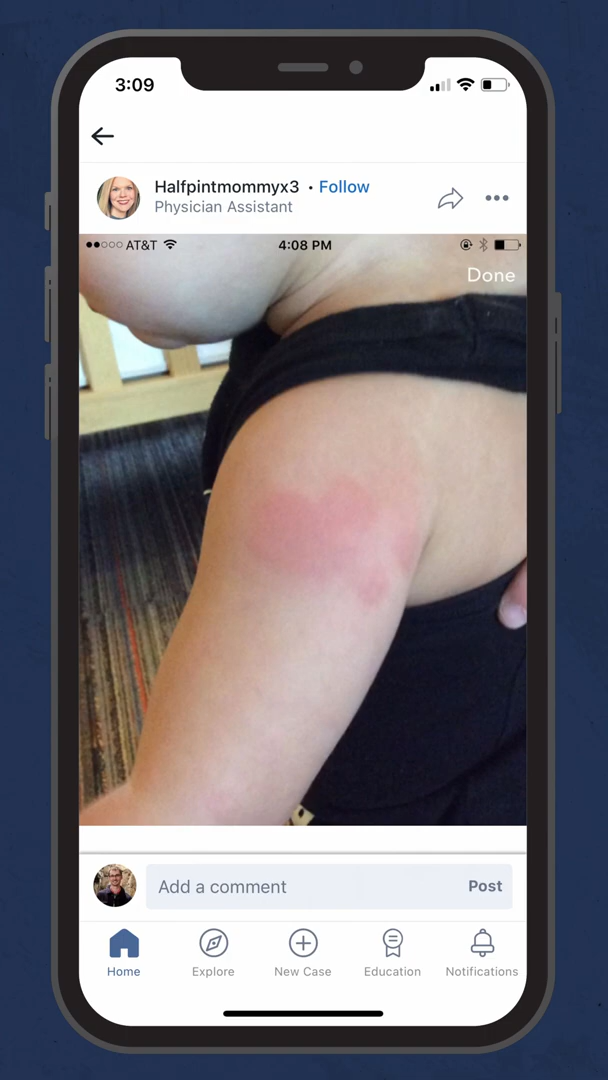 3:09
Halfpintmommyx3 • Follow
Physician Assistant
AT&T 4:08 PM
Done
Add a comment Post
Home Explore New Case Education Notifications